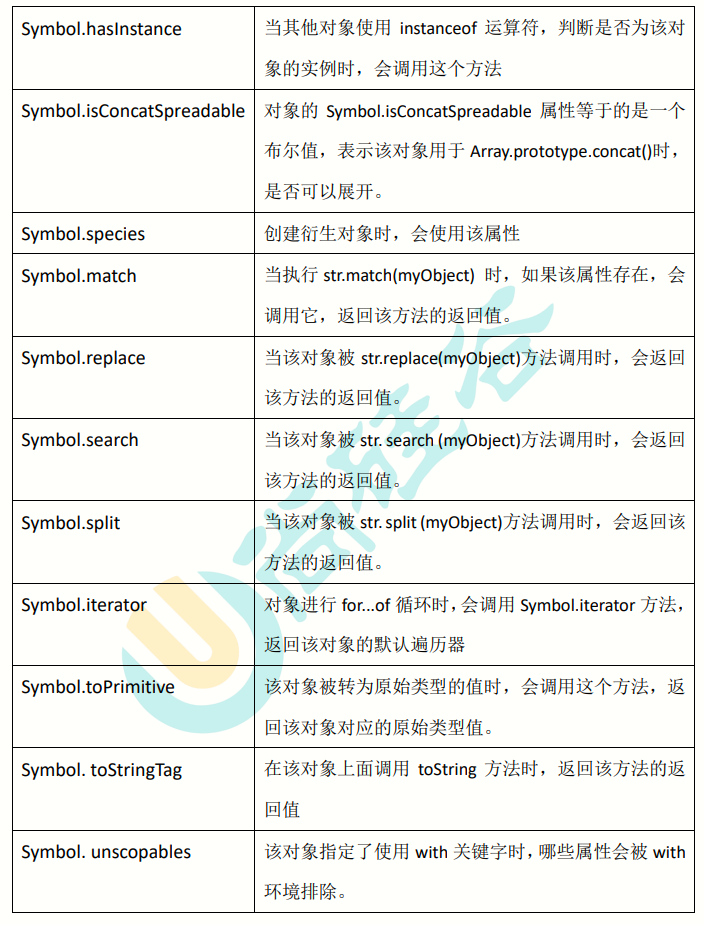 Symbol.hasInstance
当其他对象使用 instanceof 运算符，判断是否为该对
象的实例时，会调用这个方法
Symbol.isConcatSpreadable
对象的 Symbol.isConcatSpreadable 属性等于的是一个
布尔值，表示该对象用于 Array.prototype.concat()时，
是否可以展开。
Symbol.species
创建衍生对象时，会使用该属性
Symbol.match
当执行 str.match(myObject) 时，如果该属性存在，会
调用它，返回该方法的返回值。
Symbol.replace
当该对象被 str.replace(myObject)方法调用时，会返回
该方法的返回值。
Symbol.search
当该对象被 str. search (myObject)方法调用时，会返回
该方法的返回值。
Symbol.split
当该对象被 str. split (myObject)方法调用时，会返回该
方法的返回值。
Symbol.iterator
对象进行 for...of 循环时，会调用 Symbol.iterator 方法，
返回该对象的默认遍历器
Symbol.toPrimitive
该对象被转为原始类型的值时，会调用这个方法，返
回该对象对应的原始类型值。
Symbol. toStringTag
在该对象上面调用 toString 方法时，返回该方法的返
回值
Symbol. unscopables
该对象指定了使用 with 关键字时，哪些属性会被 with
环境排除。
尚硅谷